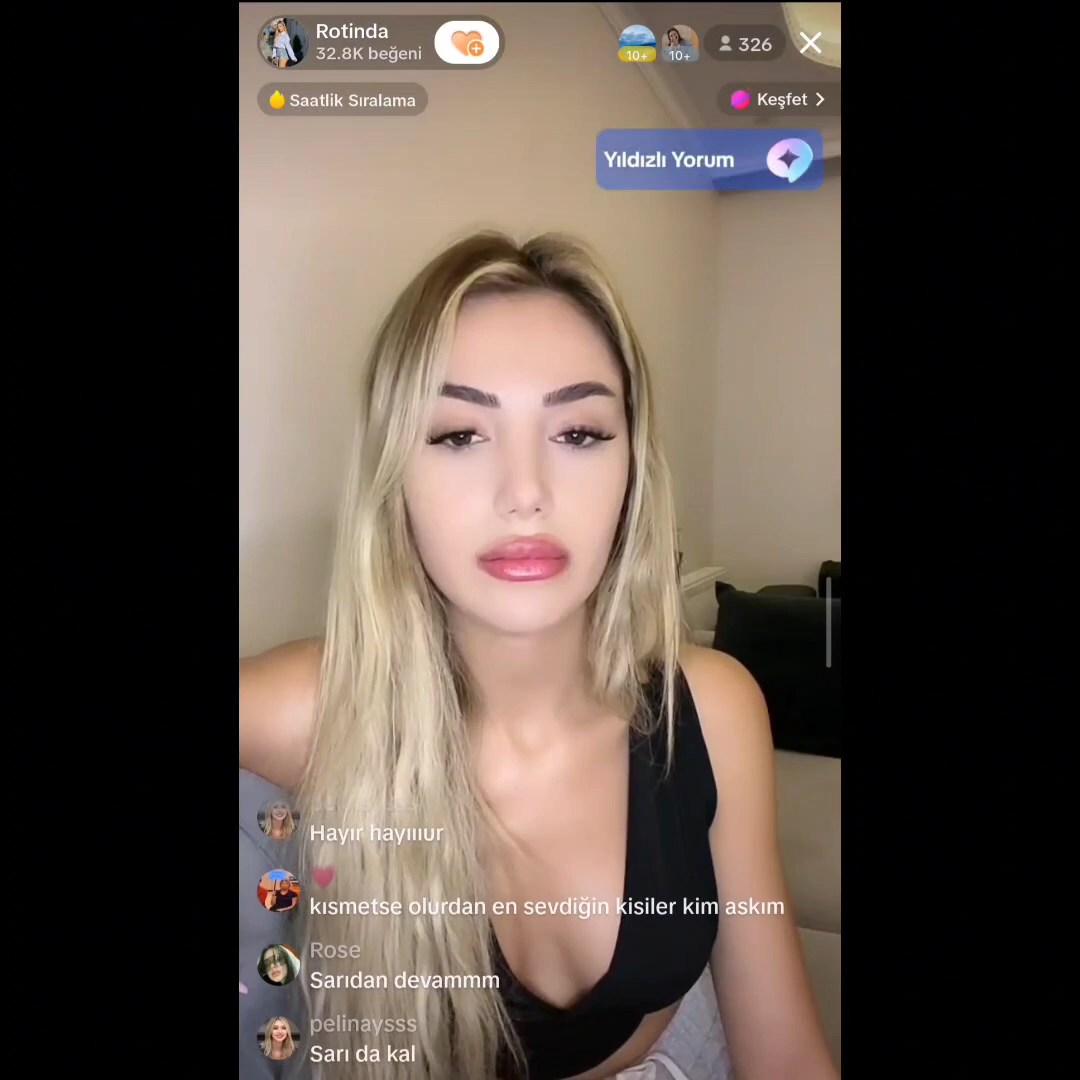 Rotinda
32.8K beğeni
10+
10+
326
Saatlik Sıralama
Keşfet
Yıldızlı Yorum
Hayır hayıııur
kısmetse olurdan en sevdiğin kisiler kim askım
Rose
Sarıdan devammm
pelinaysss
Sarı da kal